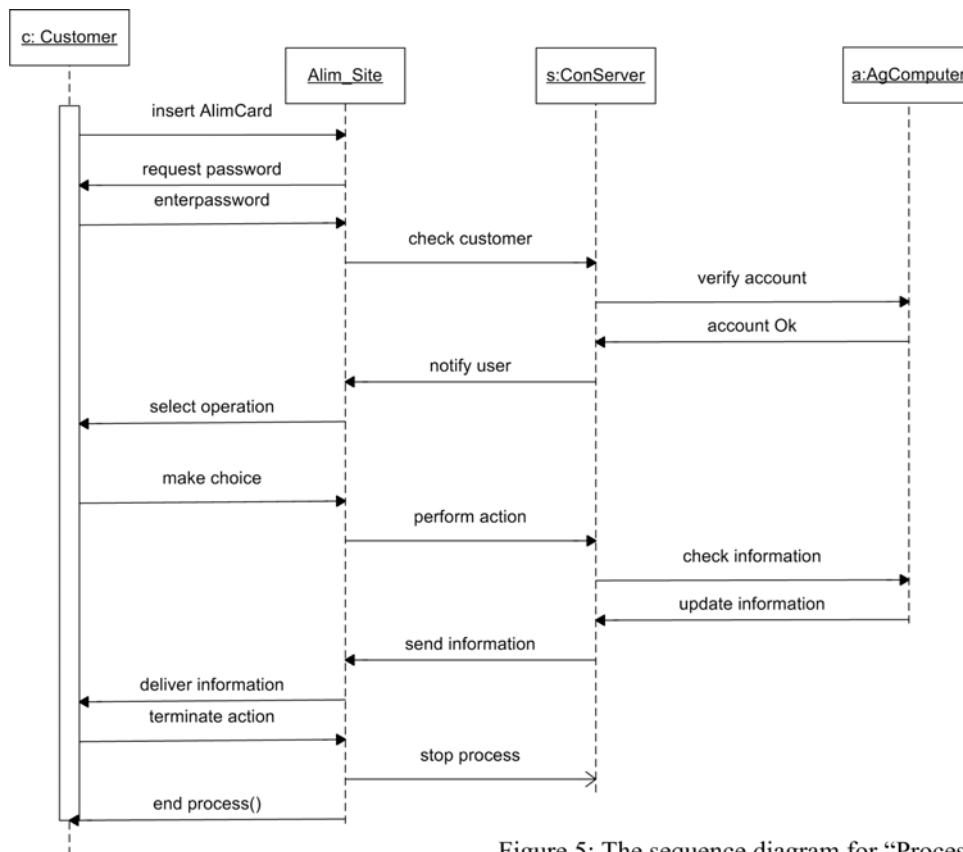 c: Customer
Alim_Site
s:ConServer
a:AgComputer
insert AlimCard
request password
enterpassword
check customer
verify account
account Ok
notify user
select operation
make choice
perform action
check information
update information
send information
deliver information
terminate action
stop process
end process()
Figure 5: The sequence diagram for “Proces